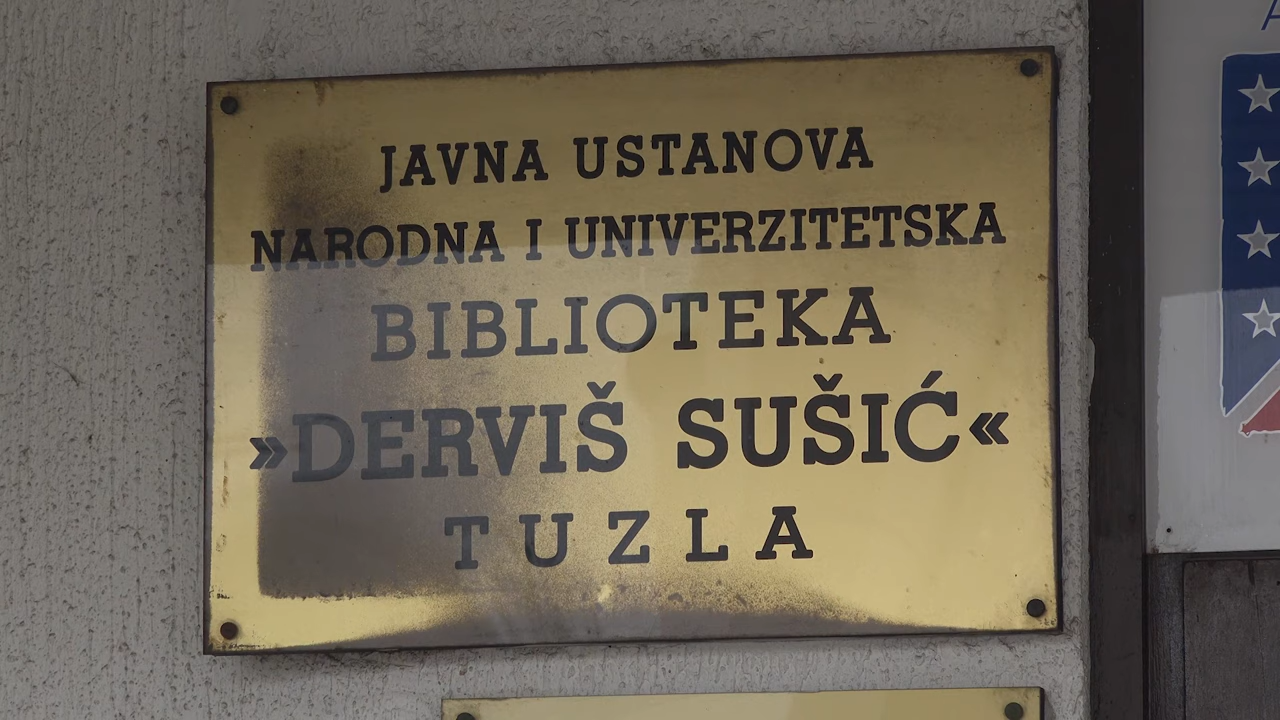 JAVNA USTANOVA
NARODNA I UNIVERZITETSKA
BIBLIOTEKA
»DERVIŠ SUŠIĆ«
TUZLA